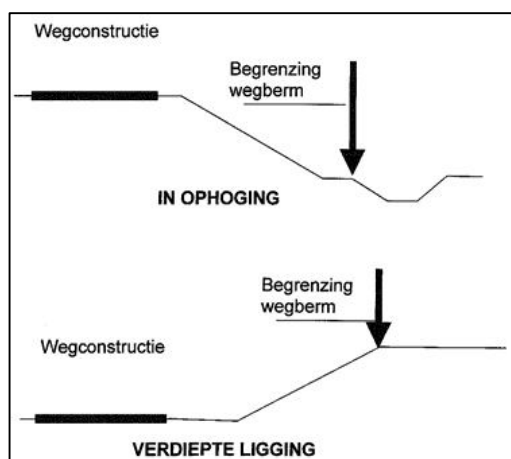 Wegconstructie
Begrenzing
wegberm
IN OPHOGING
Begrenzing
wegberm
Wegconstructie
VERDIEPTE LIGGING